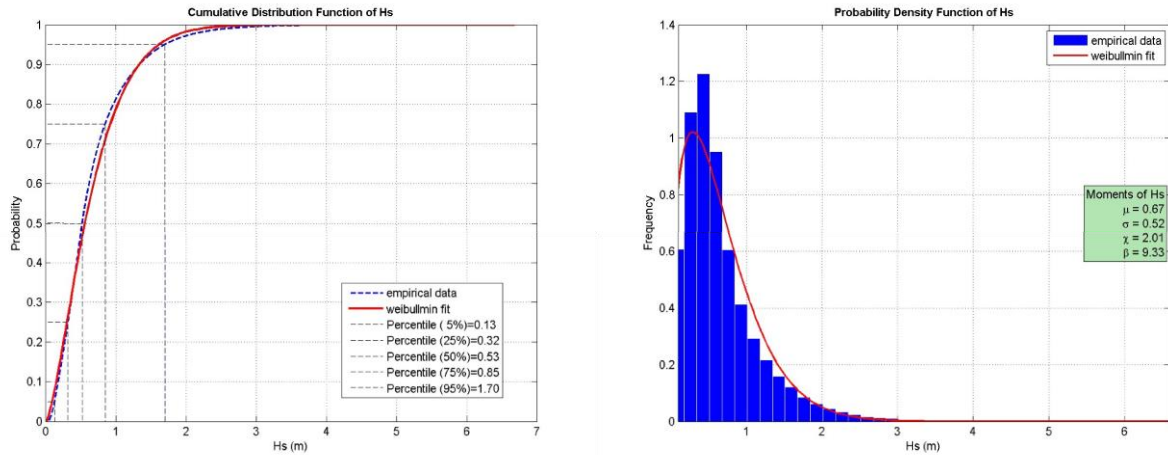 Cumulative Distribution Function of Hs
1
0.9
0.8
0.7
0.6
0.5
0.4
0.3
0.2
0.1
0
Probability
empirical data
weibullmin fit
Percentile ( 5%)=0.13
Percentile (25%)=0.32
Percentile (50%)=0.53
Percentile (75%)=0.85
Percentile (95%)=1.70
0 1 2 3 4 5 6 7
Hs (m)
Probability Density Function of Hs
1.4
1.2
1
0.8
0.6
0.4
0.2
0
Frequency
empirical data
weibullmin fit
Moments of Hs
μ = 0.67
σ = 0.52
χ = 2.01
β = 9.33
1 2 3 4 5 6
Hs (m)